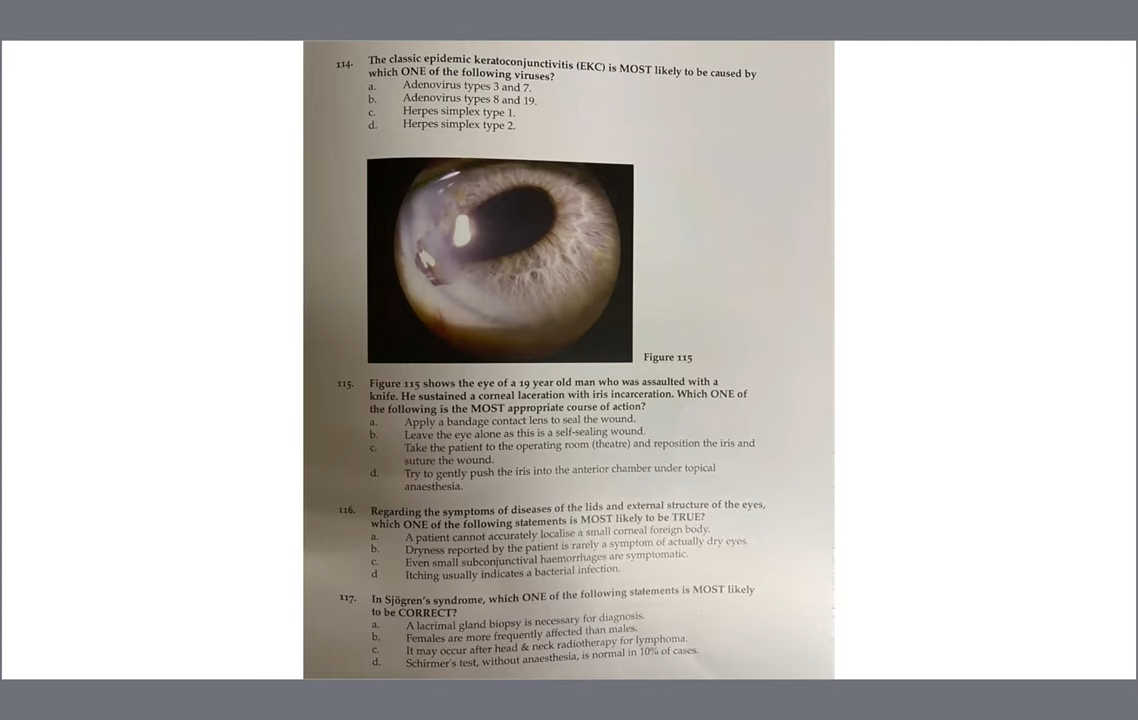 114. The classic epidemic keratoconjunctivitis (EKC) is MOST likely to be caused by
which ONE of the following viruses?
a. Adenovirus types 3 and 7.
b. Adenovirus types 8 and 19.
c. Herpes simplex type 1.
d. Herpes simplex type 2.
Figure 115
115. Figure 115 shows the eye of a 19 year old man who was assaulted with a
knife. He sustained a corneal laceration with iris incarceration. Which ONE of
the following is the MOST appropriate course of action?
a. Apply a bandage contact lens to seal the wound.
b. Leave the eye alone as this is a self-sealing wound.
c. Take the patient to the operating room (theatre) and reposition the iris and
suture the wound.
d. Try to gently push the iris into the anterior chamber under topical
anaesthesia.
116. Regarding the symptoms of diseases of the lids and external structure of the eyes,
which ONE of the following statements is MOST likely to be TRUE?
a. A patient cannot accurately localise a small corneal foreign body.
b. Dryness reported by the patient is rarely a symptom of actually dry eyes.
c. Even small subconjunctival haemorrhages are symptomatic.
d Itching usually indicates a bacterial infection.
117. In Sjögren's syndrome, which ONE of the following statements is MOST likely
to be CORRECT?
a. A lacrimal gland biopsy is necessary for diagnosis.
b. Females are more frequently affected than males.
c. It may occur after head & neck radiotherapy for lymphoma.
d. Schirmer's test, without anaesthesia, is normal in 10% of cases.